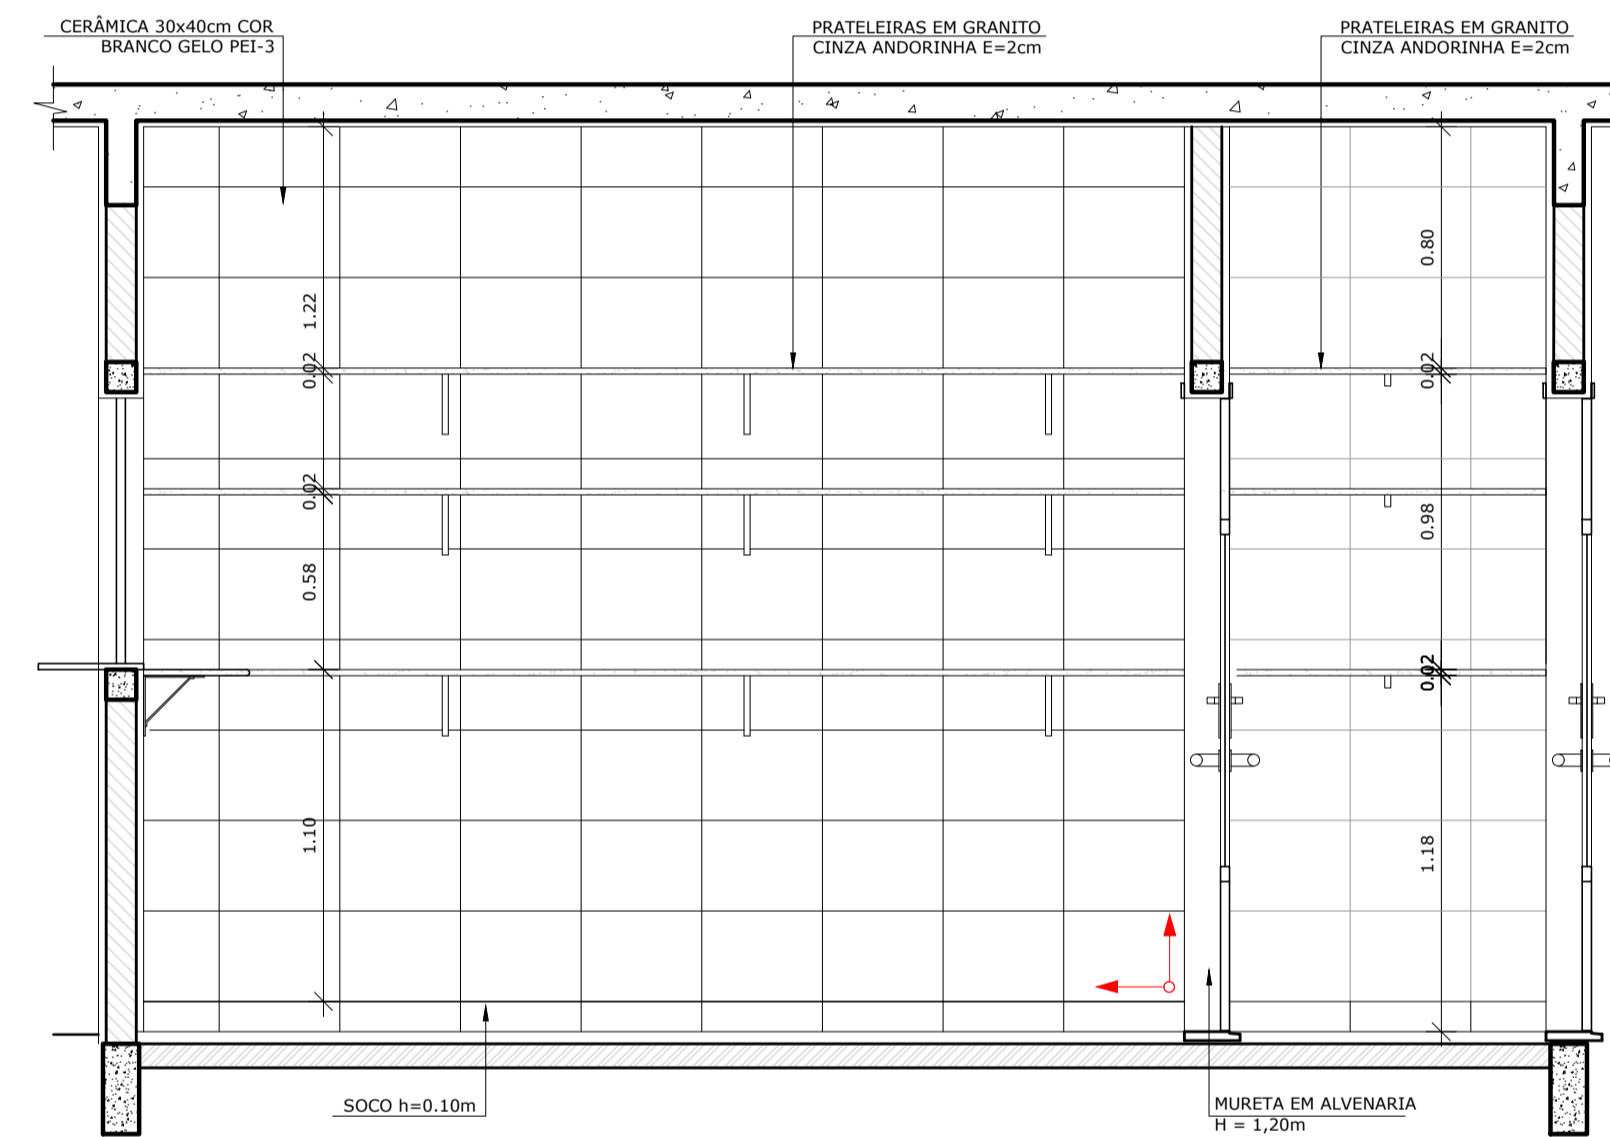 CERÂMICA 30x40cm COR
BRANCO GELO PEI-3
PRATELEIRAS EM GRANITO
CINZA ANDORINHA E=2cm
PRATELEIRAS EM GRANITO
CINZA ANDORINHA E=2cm
1.22
0.02
0.02
0.58
1.10
0.80
0.02
0.98
0.02
1.18
SOCO h=0.10m
MURETA EM ALVENARIA
H = 1,20m